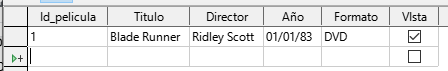 Id_pelicula Titulo Director Año Formato VIsta
1 Blade Runner Ridley Scott 01/01/83 DVD